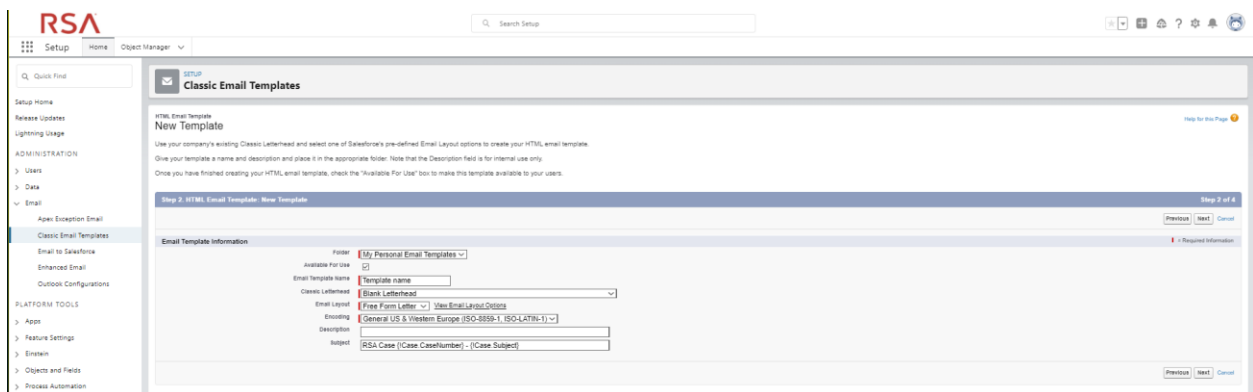 RSA
Search Setup
Setup
Home
Object Manager
Quick Find
Setup Home
Release Updates
Lightning Usage
ADMINISTRATION
Users
Data
Email
Apex Exception Email
Classic Email Templates
Email to Salesforce
Enhanced Email
Outlook Configurations
PLATFORM TOOLS
Apps
Feature Settings
Einstein
Objects and Fields
Process Automation
SETUP
Classic Email Templates
HTML Email Template
New Template
Help for this Page
Use your company's existing Classic Letterhead and select one of Salesforce's pre-defined Email Layout options to create your HTML email template.
Give your template a name and description and place it in the appropriate folder. Note that the Description field is for internal use only.
Once you have finished creating your HTML email template, check the "Available For Use" box to make this template available to your users.
Step 2. HTML Email Template: New Template Step 2 of 4
Previous Next Cancel
Email Template Information = Required Information
Folder My Personal Email Templates
Available For Use
Email Template Name Template name
Classic Letterhead Blank Letterhead
Email Layout Free Form Letter View Email Layout Options
Encoding General US & Western Europe (ISO-8859-1, ISO-LATIN-1)
Description
Subject RSA Case {!Case.CaseNumber} - {!Case.Subject}
Previous Next Cancel